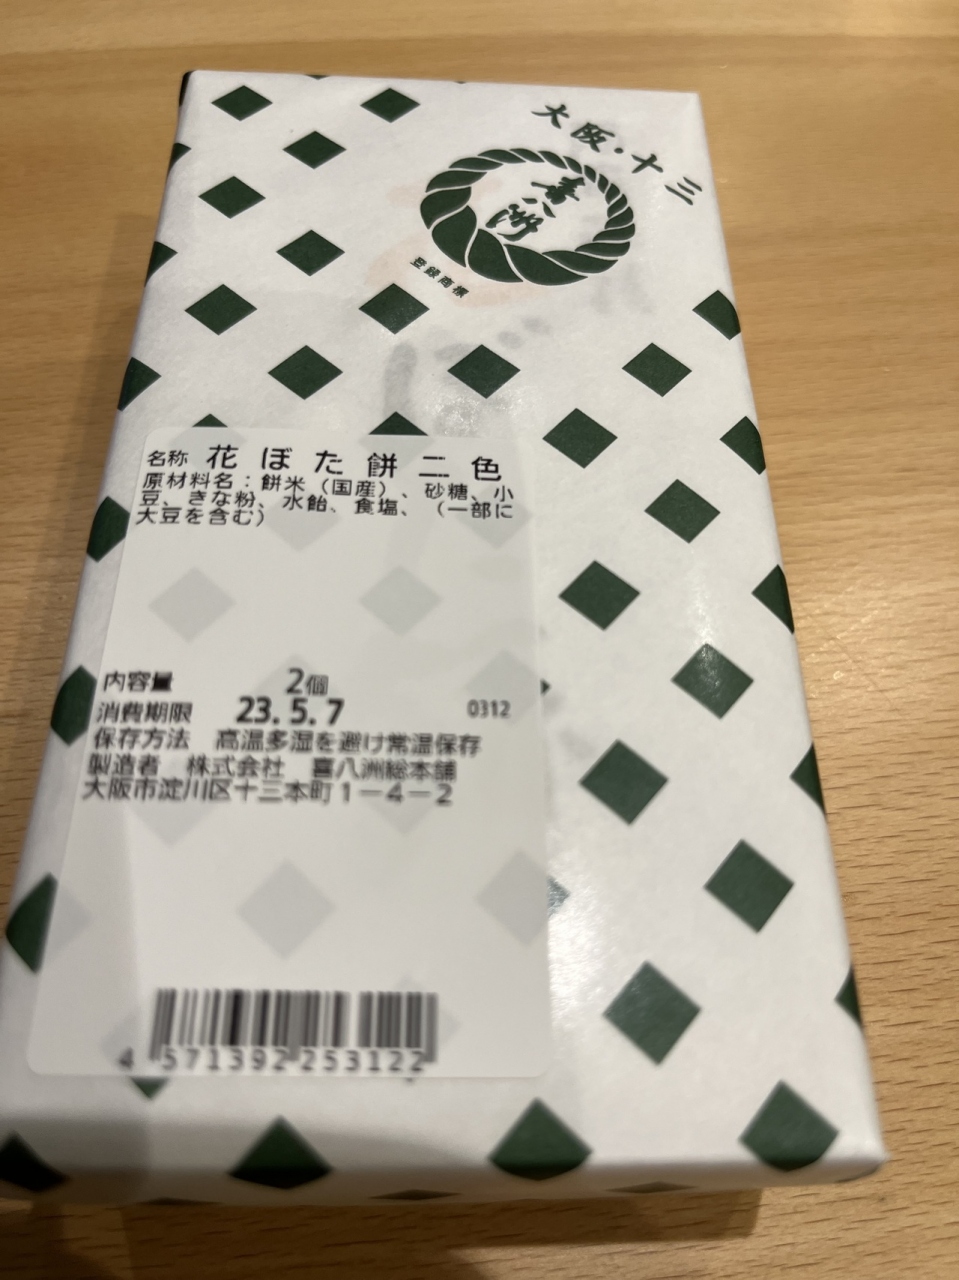 大阪・十三
喜八洲
登録商標
名称 花ぼた餅二色
原材料名：餅米（国産）、砂糖、小
豆、きな粉、水飴、食塩、（一部に
大豆を含む）
内容量 2個
消費期限 23.5.7 0312
保存方法 高温多湿を避け常温保存
製造者 株式会社 喜八洲総本舗
大阪市淀川区十三本町１－４－２
4 571392 253122